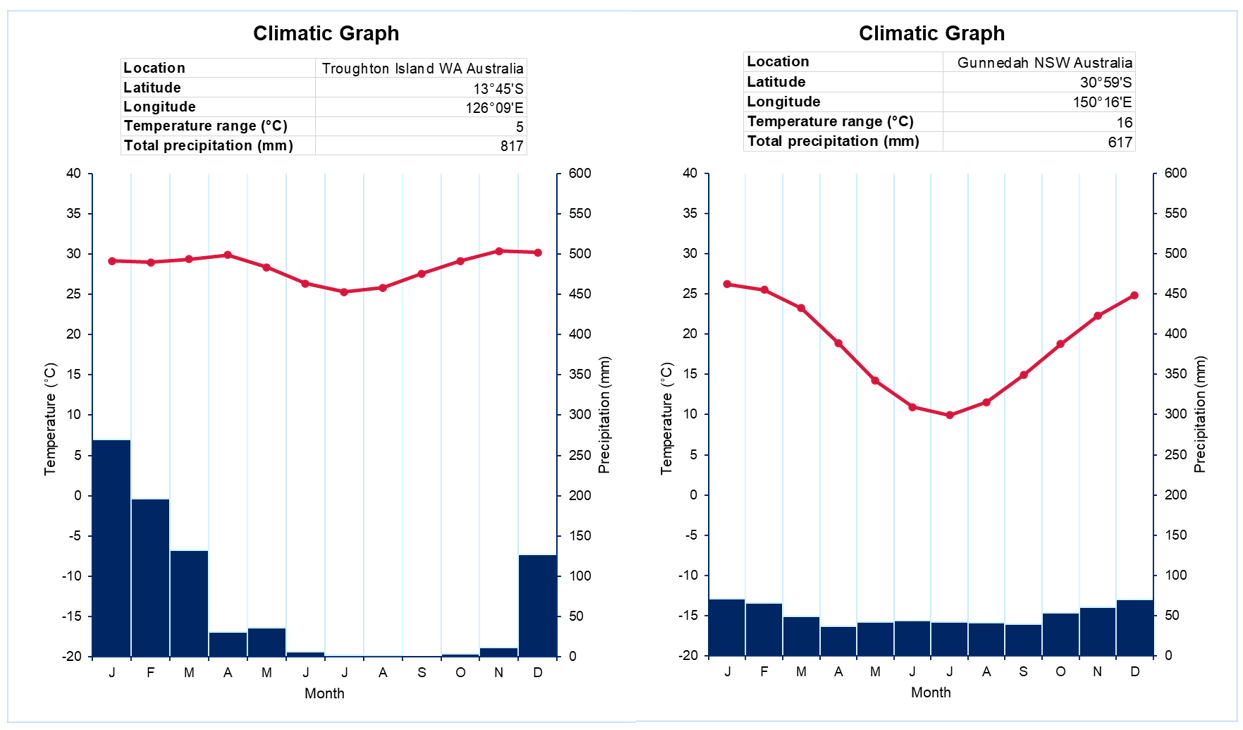 Climatic Graph
Location Troughton Island WA Australia
Latitude 13°45'S
Longitude 126°09'E
Temperature range (°C) 5
Total precipitation (mm) 817
40 600
35 550
30 500
25 450
20 400
15 350
10 300
5 250
0 200
-5 150
-10 100
-15 50
-20 0
Temperature (°C)
Precipitation (mm)
J F M A M J J A S O N D
Month
Climatic Graph
Location Gunnedah NSW Australia
Latitude 30°59'S
Longitude 150°16'E
Temperature range (°C) 16
Total precipitation (mm) 617
40 600
35 550
30 500
25 450
20 400
15 350
10 300
5 250
0 200
-5 150
-10 100
-15 50
-20 0
Temperature (°C)
Precipitation (mm)
J F M A M J J A S O N D
Month